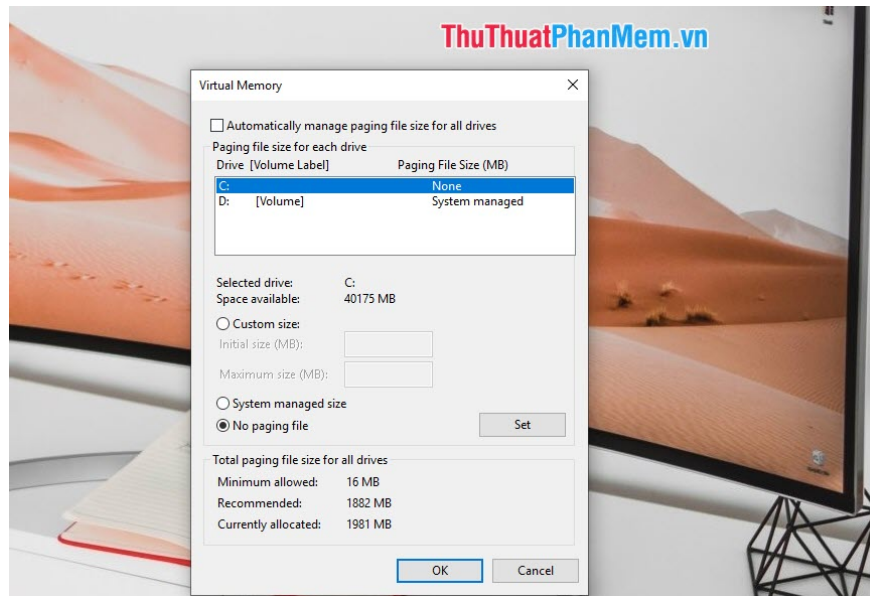 ThuThuatPhanMem.vn
Virtual Memory
Automatically manage paging file size for all drives
Paging file size for each drive
Drive [Volume Label] Paging File Size (MB)
C: None
D: [Volume] System managed
Selected drive: C:
Space available: 40175 MB
Custom size:
Initial size (MB):
Maximum size (MB):
System managed size
No paging file Set
Total paging file size for all drives
Minimum allowed: 16 MB
Recommended: 1882 MB
Currently allocated: 1981 MB
OK Cancel